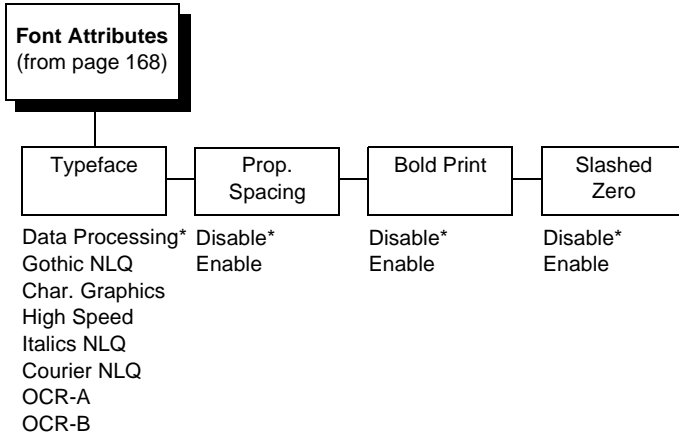 Font Attributes
(from page 168)
Typeface
Prop.
Spacing
Bold Print
Slashed
Zero
Data Processing*
Gothic NLQ
Char. Graphics
High Speed
Italics NLQ
Courier NLQ
OCR-A
OCR-B
Disable*
Enable
Disable*
Enable
Disable*
Enable